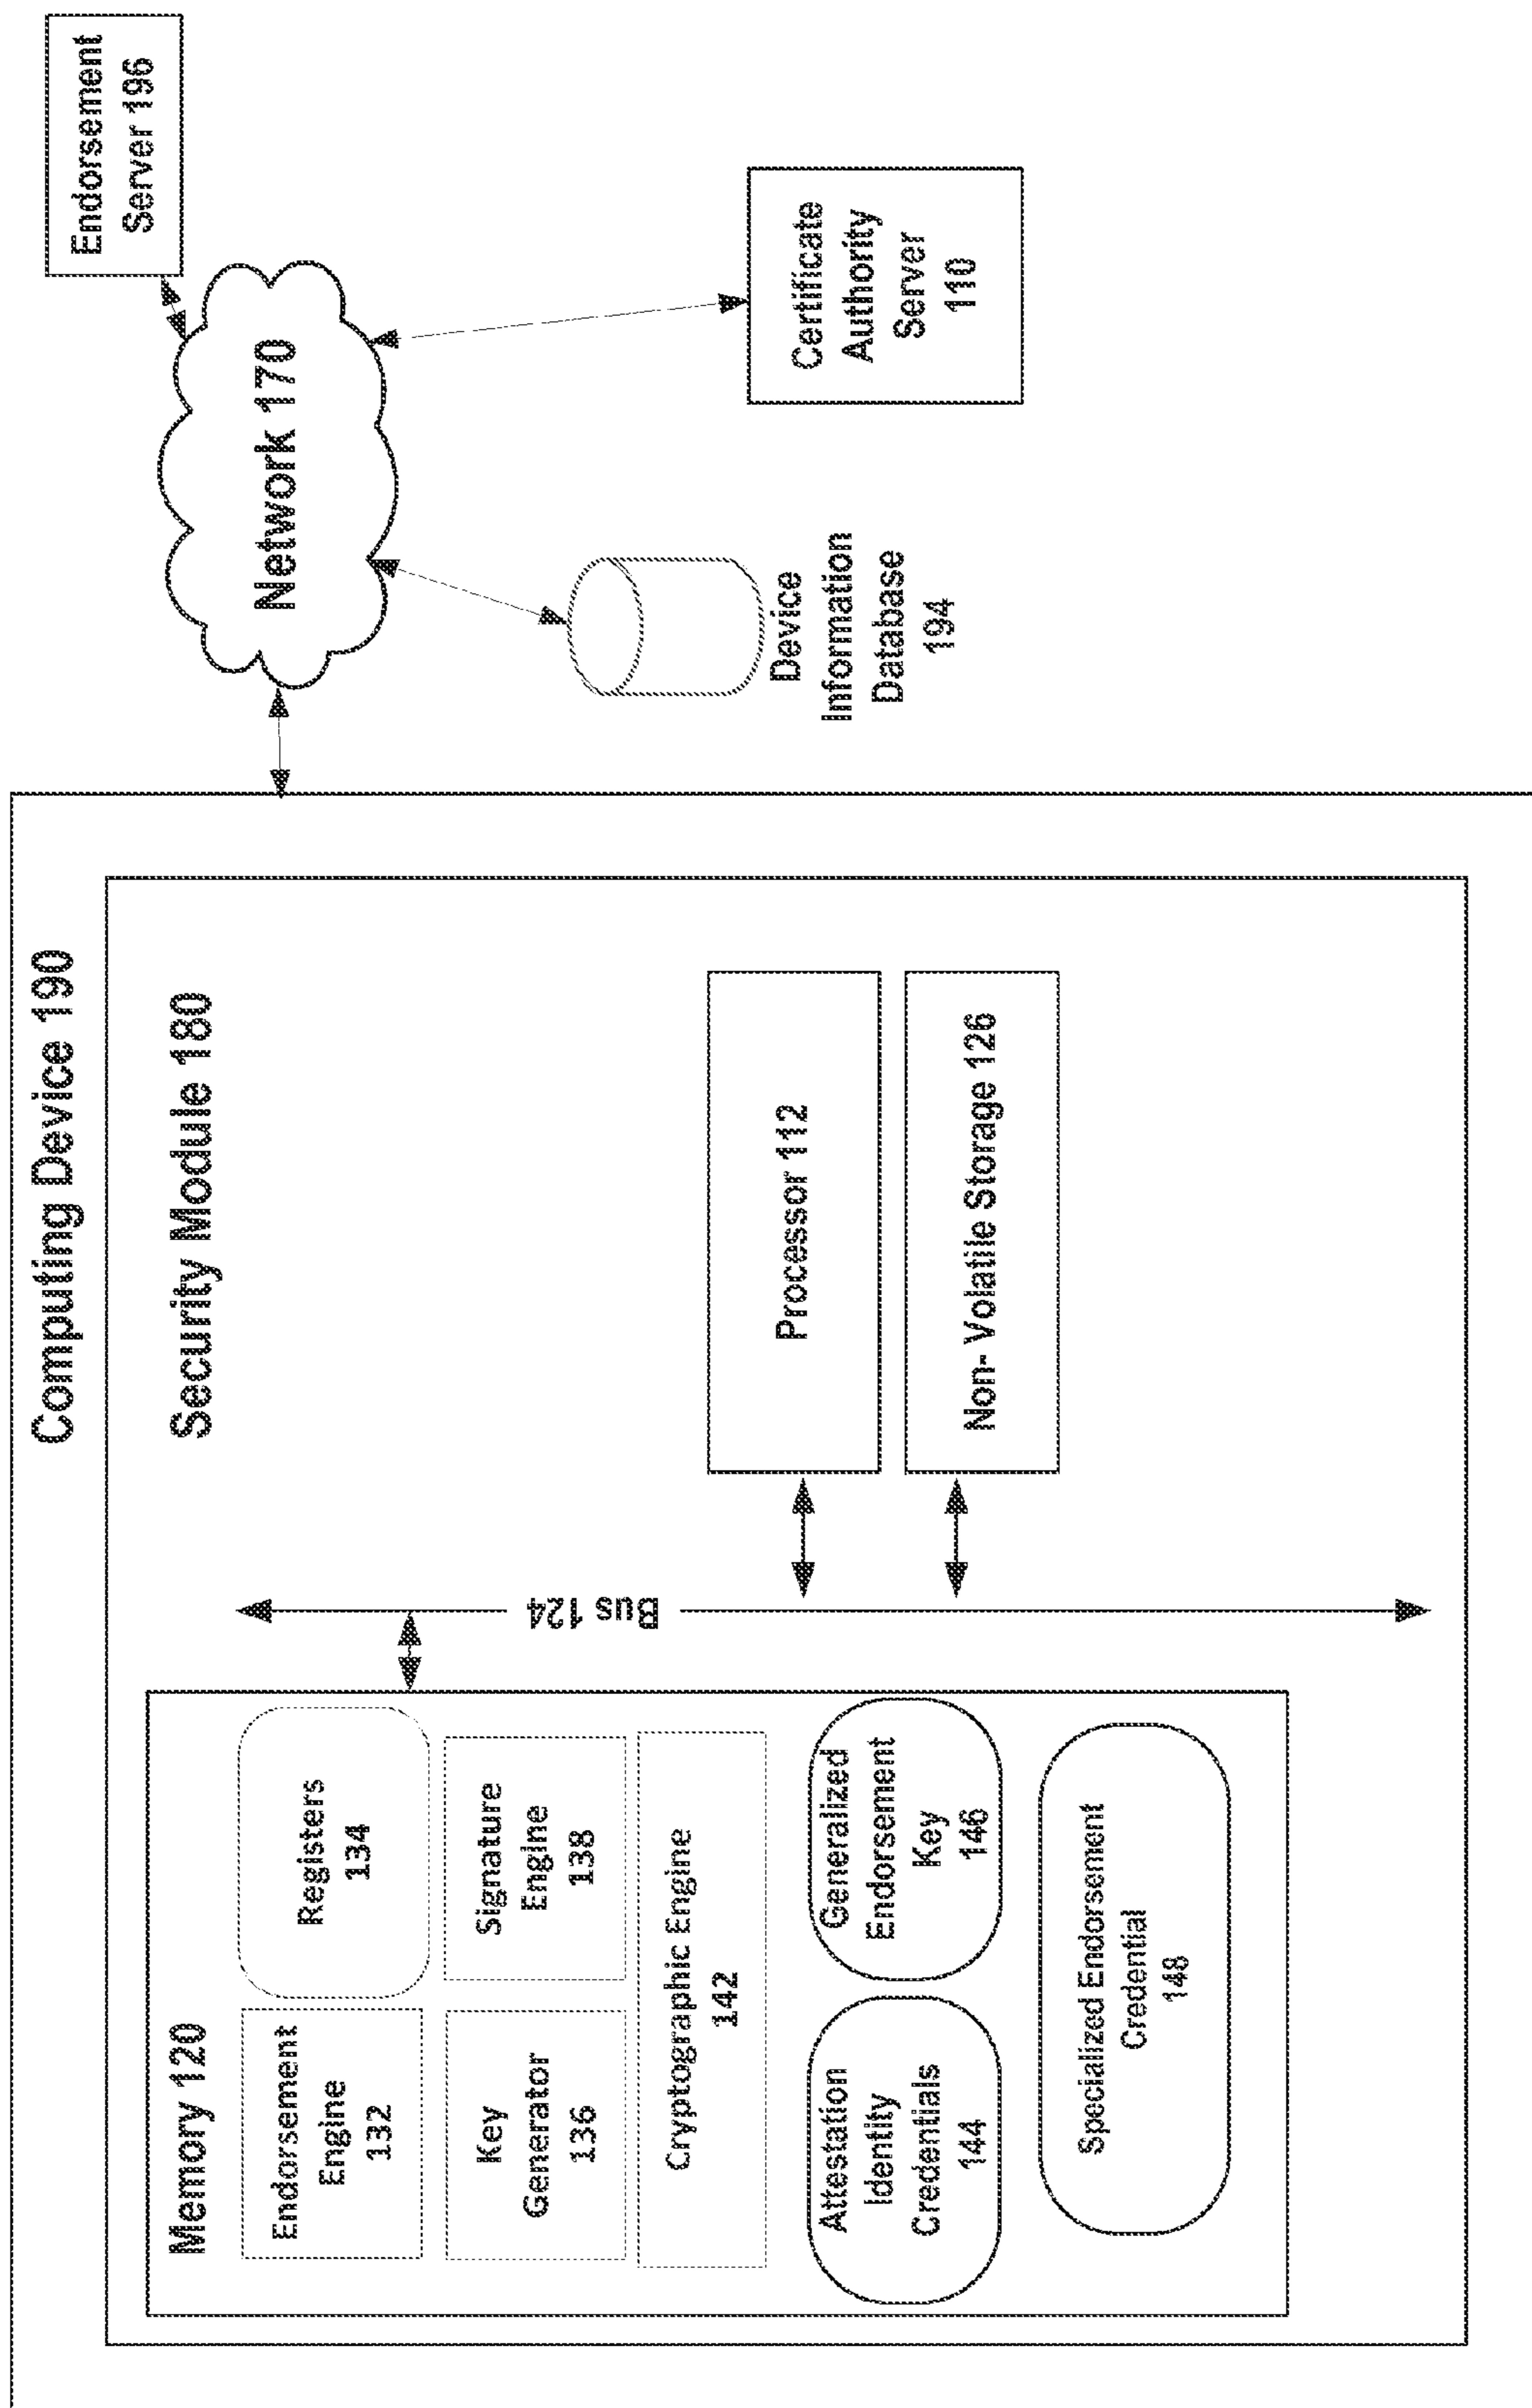 Computing Device 190
Security Module 180
Memory 120
Endorsement
Engine
132
Registers
134
Key
Generator
136
Signature
Engine
138
Cryptographic Engine
142
Attestation
Identity
Credentials
144
Generalized
Endorsement
Key
146
Specialized Endorsement
Credential
148
Bus 124
Processor 112
Non- Volatile Storage 126
Network 170
Endorsement
Server 196
Device
Information
Database
194
Certificate
Authority
Server
110